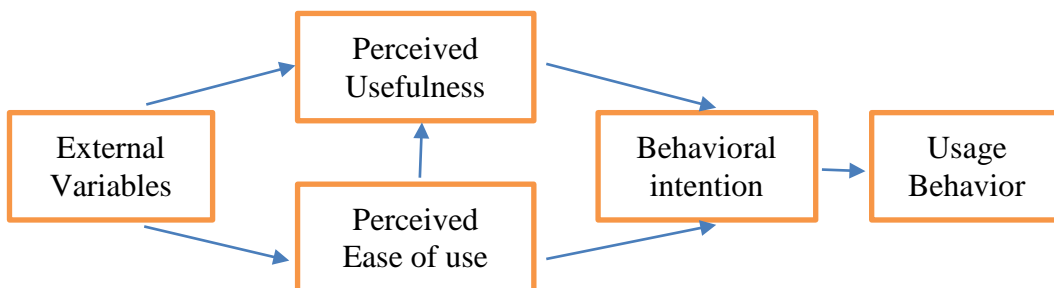 Perceived
Usefulness
External
Variables
Perceived
Ease of use
Behavioral
intention
Usage
Behavior